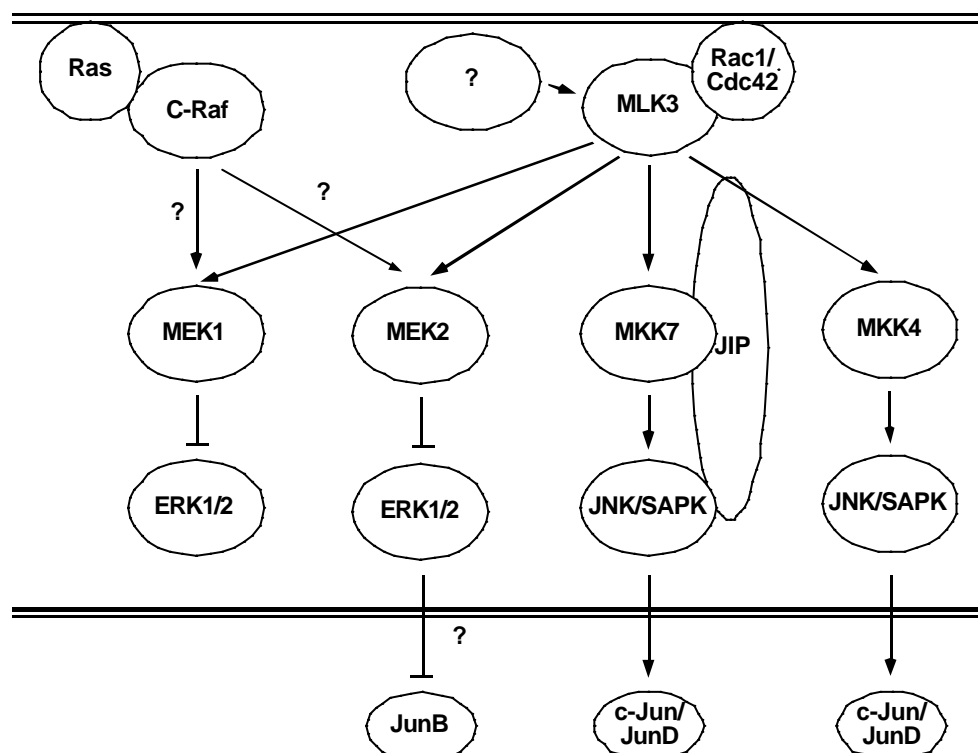 Ras
C-Raf
?
MLK3
Rac1/
Cdc42
?
?
MEK1
MEK2
MKK7
JIP
MKK4
ERK1/2
ERK1/2
JNK/SAPK
JNK/SAPK
?
JunB
c-Jun/
JunD
c-Jun/
JunD